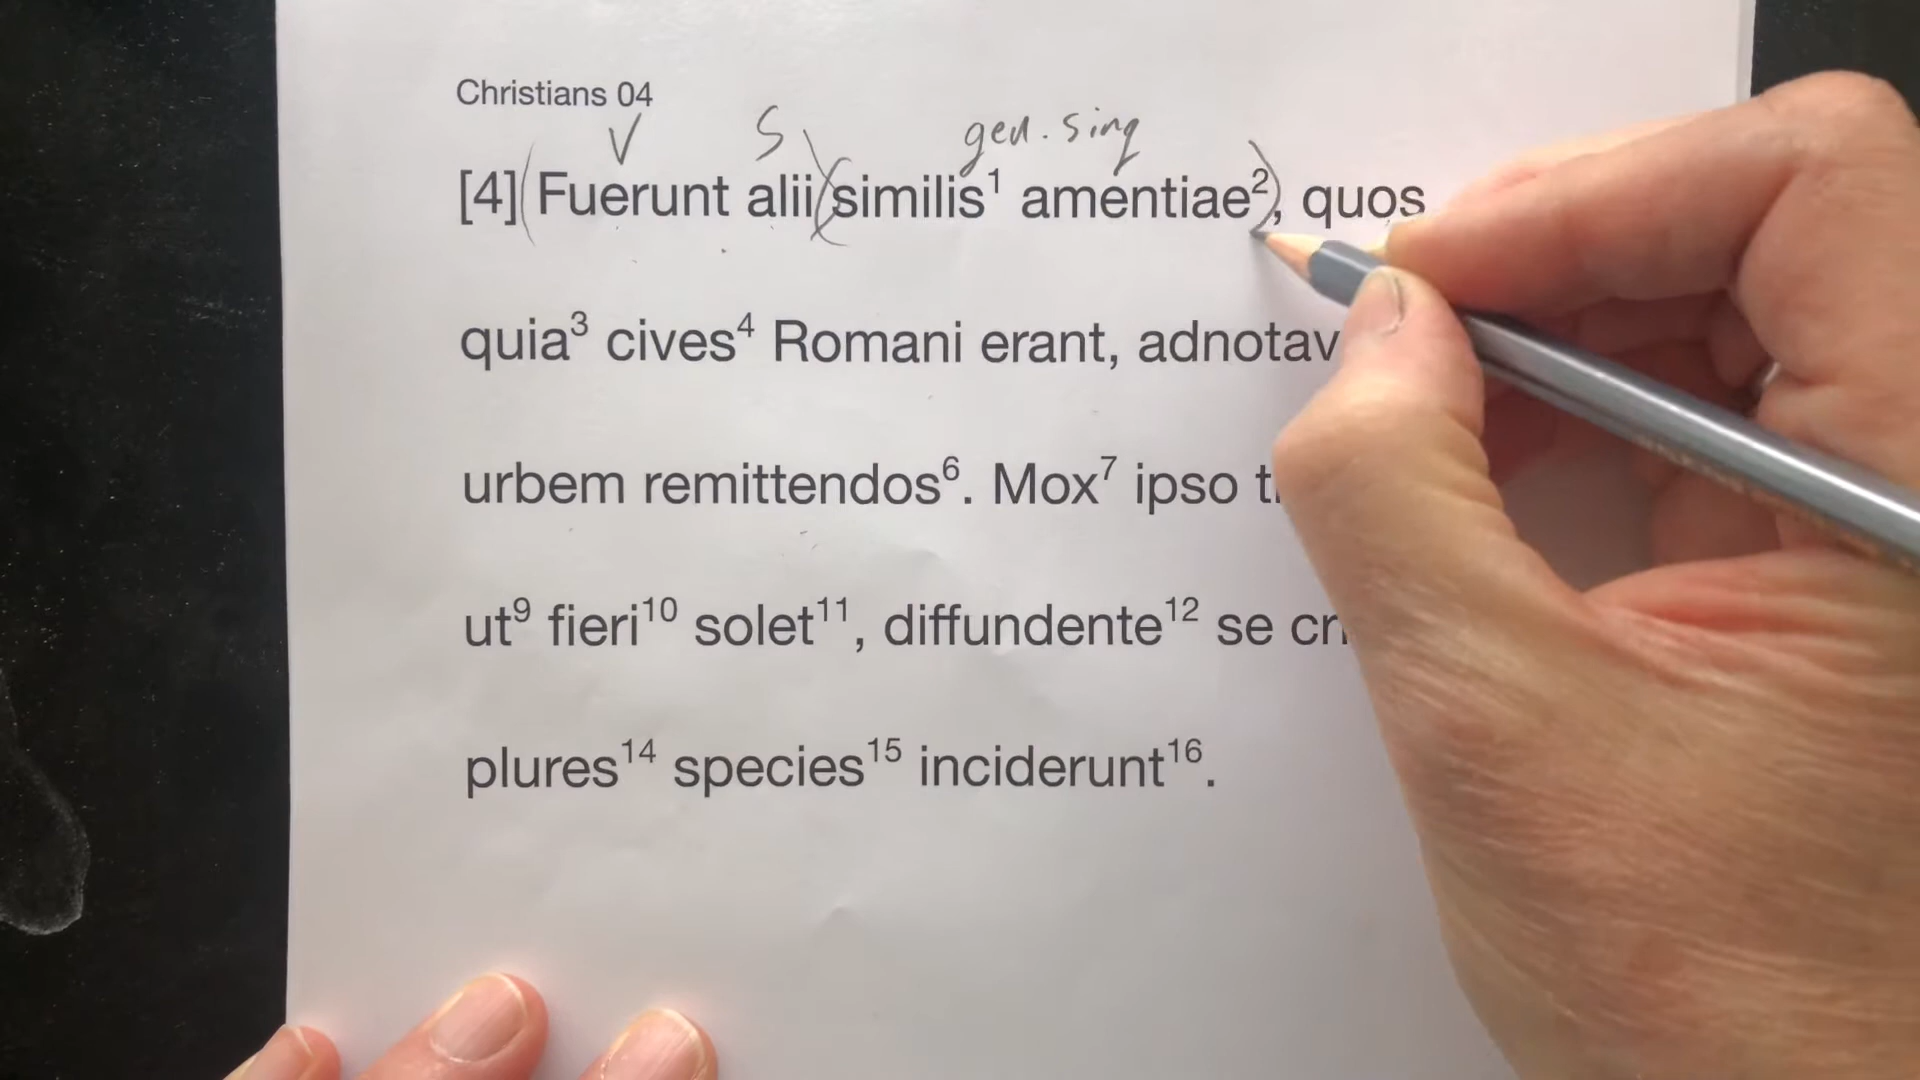 Christians 04
V S gen. sing
[4] (Fuerunt alii) (similis¹ amentiae²), quos
quia³ cives⁴ Romani erant, adnotav
urbem remittendos⁶. Mox⁷ ipso
ut⁹ fieri¹⁰ solet¹¹, diffundente¹² se
plures¹⁴ species¹⁵ inciderunt¹⁶.